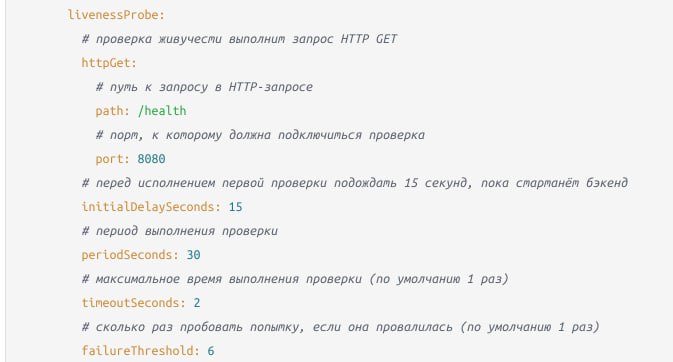 livenessProbe:
# проверка живучести выполнит запрос HTTP GET
httpGet:
# путь к запросу в HTTP-запросе
path: /health
# порт, к которому должна подключиться проверка
port: 8080
# перед исполнением первой проверки подождать 15 секунд, пока стартанёт бэкенд
initialDelaySeconds: 15
# период выполнения проверки
periodSeconds: 30
# максимальное время выполнения проверки (по умолчанию 1 раз)
timeoutSeconds: 2
# сколько раз пробовать попытку, если она провалилась (по умолчанию 1 раз)
failureThreshold: 6